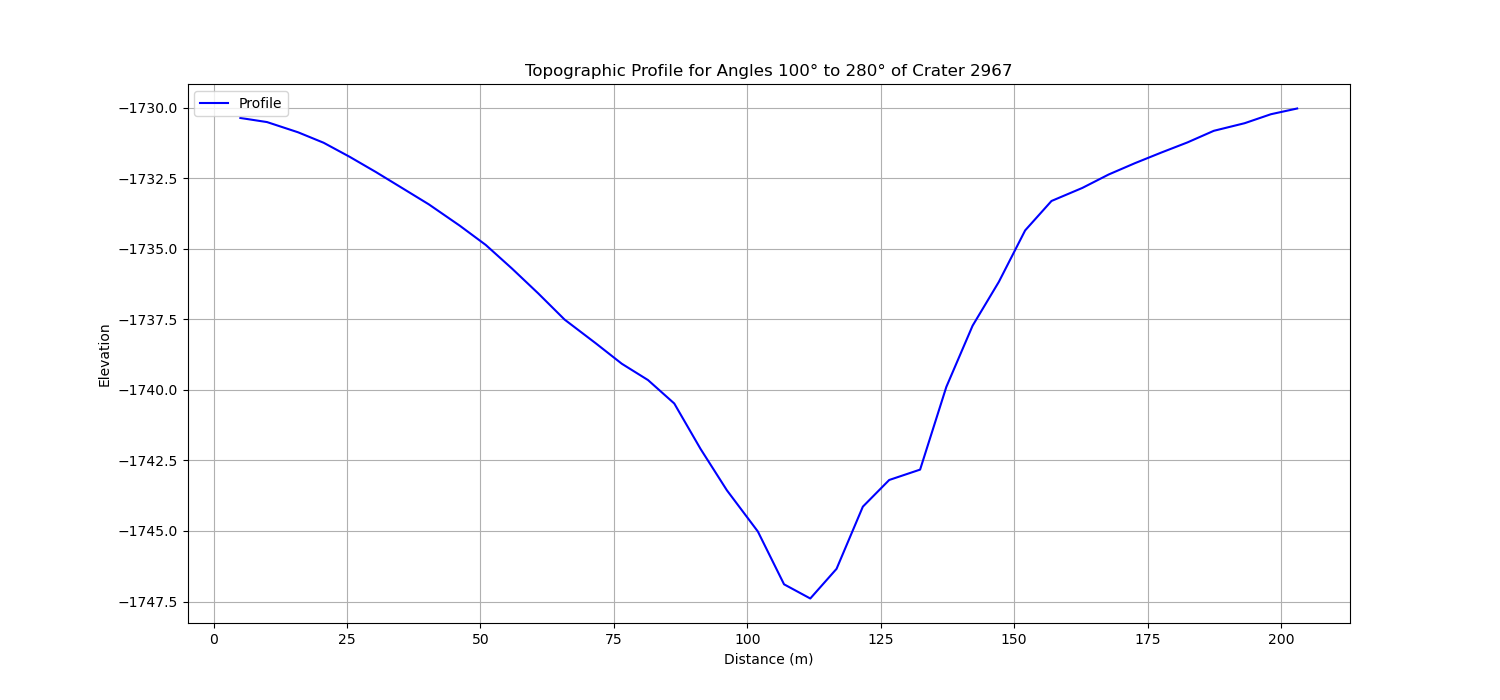 Topographic Profile for Angles 100° to 280° of Crater 2967
Profile
−1730.0
−1732.5
−1735.0
−1737.5
−1740.0
−1742.5
−1745.0
−1747.5
Elevation
0 25 50 75 100 125 150 175 200
Distance (m)